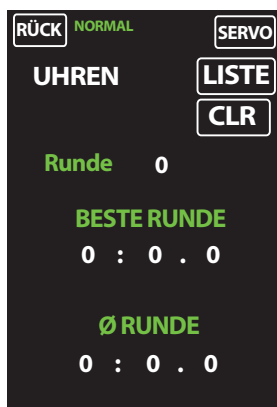 RÜCK NORMAL SERVO
UHREN LISTE
CLR
Runde 0
BESTE RUNDE
0 : 0 . 0
Ø RUNDE
0 : 0 . 0